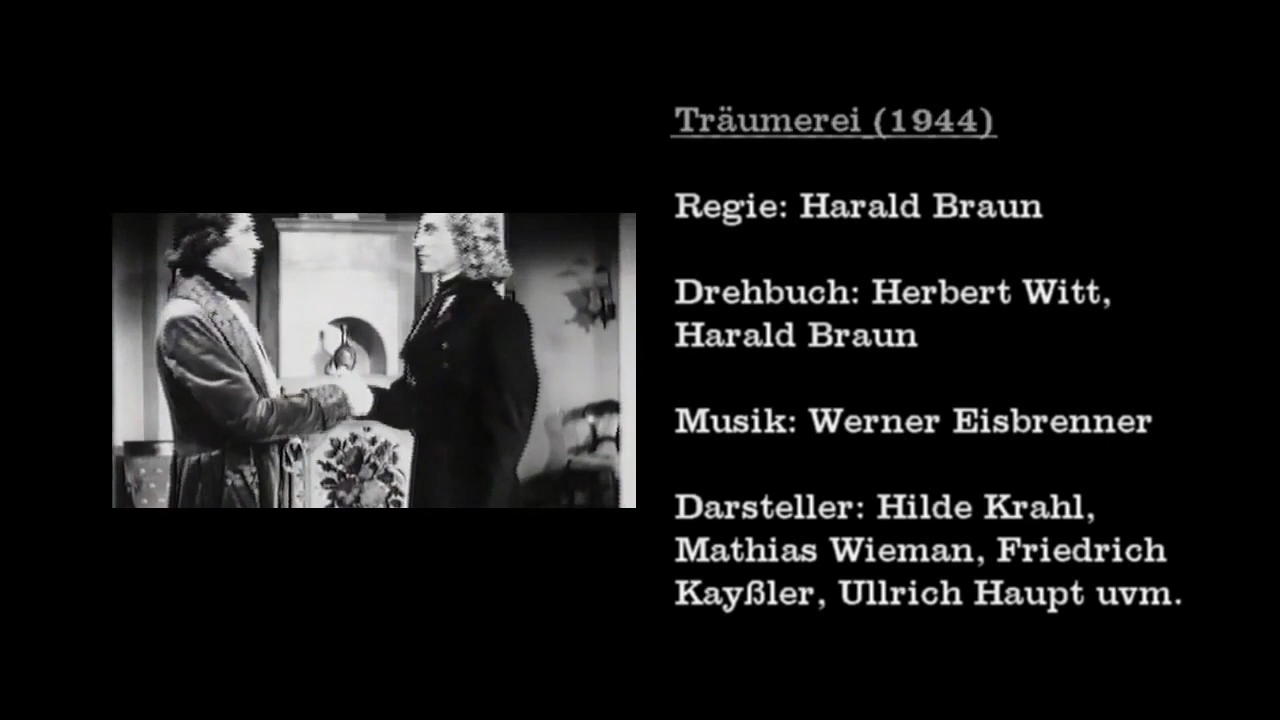 Träumerei (1944)
Regie: Harald Braun
Drehbuch: Herbert Witt,
Harald Braun
Musik: Werner Eisbrenner
Darsteller: Hilde Krahl,
Mathias Wieman, Friedrich
Kayßler, Ullrich Haupt uvm.